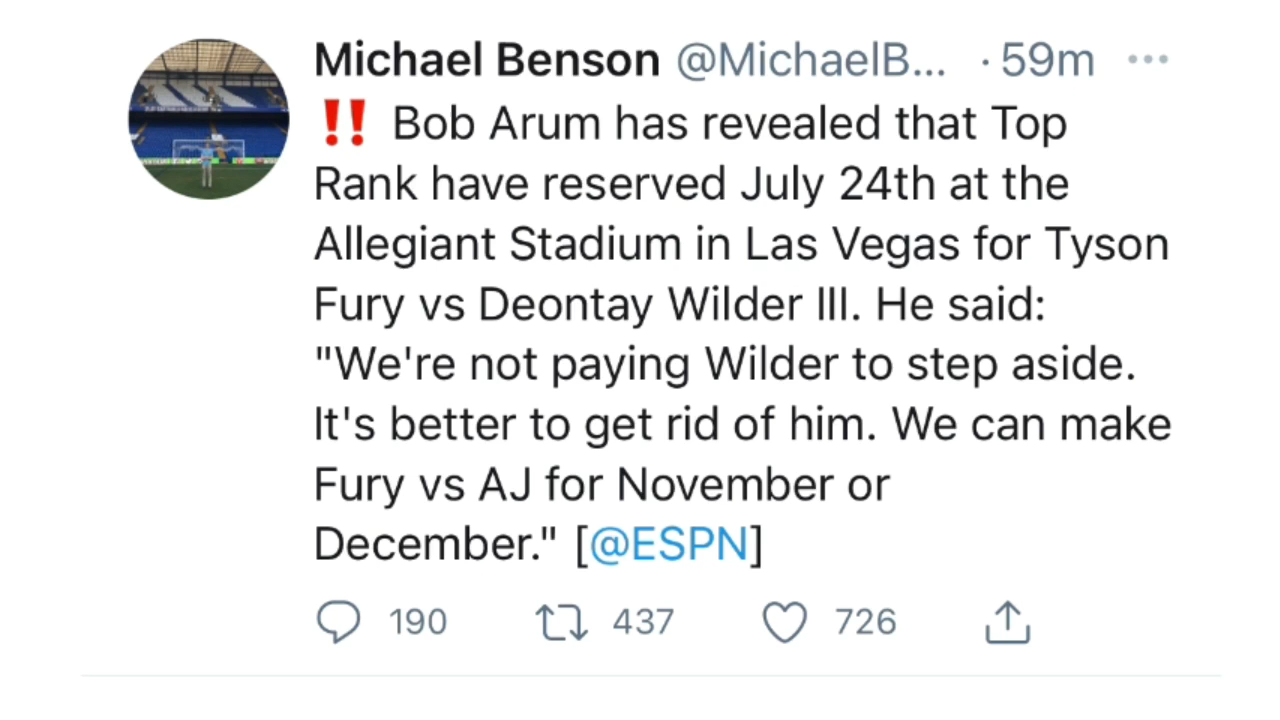 Michael Benson @MichaelB... · 59m ...
‼️ Bob Arum has revealed that Top
Rank have reserved July 24th at the
Allegiant Stadium in Las Vegas for Tyson
Fury vs Deontay Wilder III. He said:
"We're not paying Wilder to step aside.
It's better to get rid of him. We can make
Fury vs AJ for November or
December." [@ESPN]
190 437 726